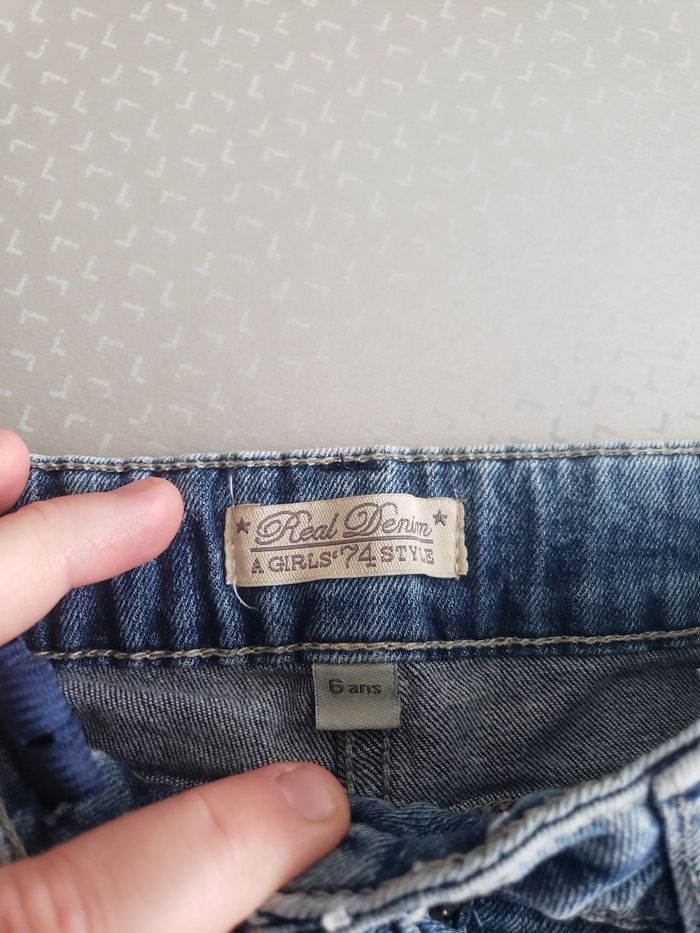 Real Denim
A GIRLS' '74 STYLE
6 ans